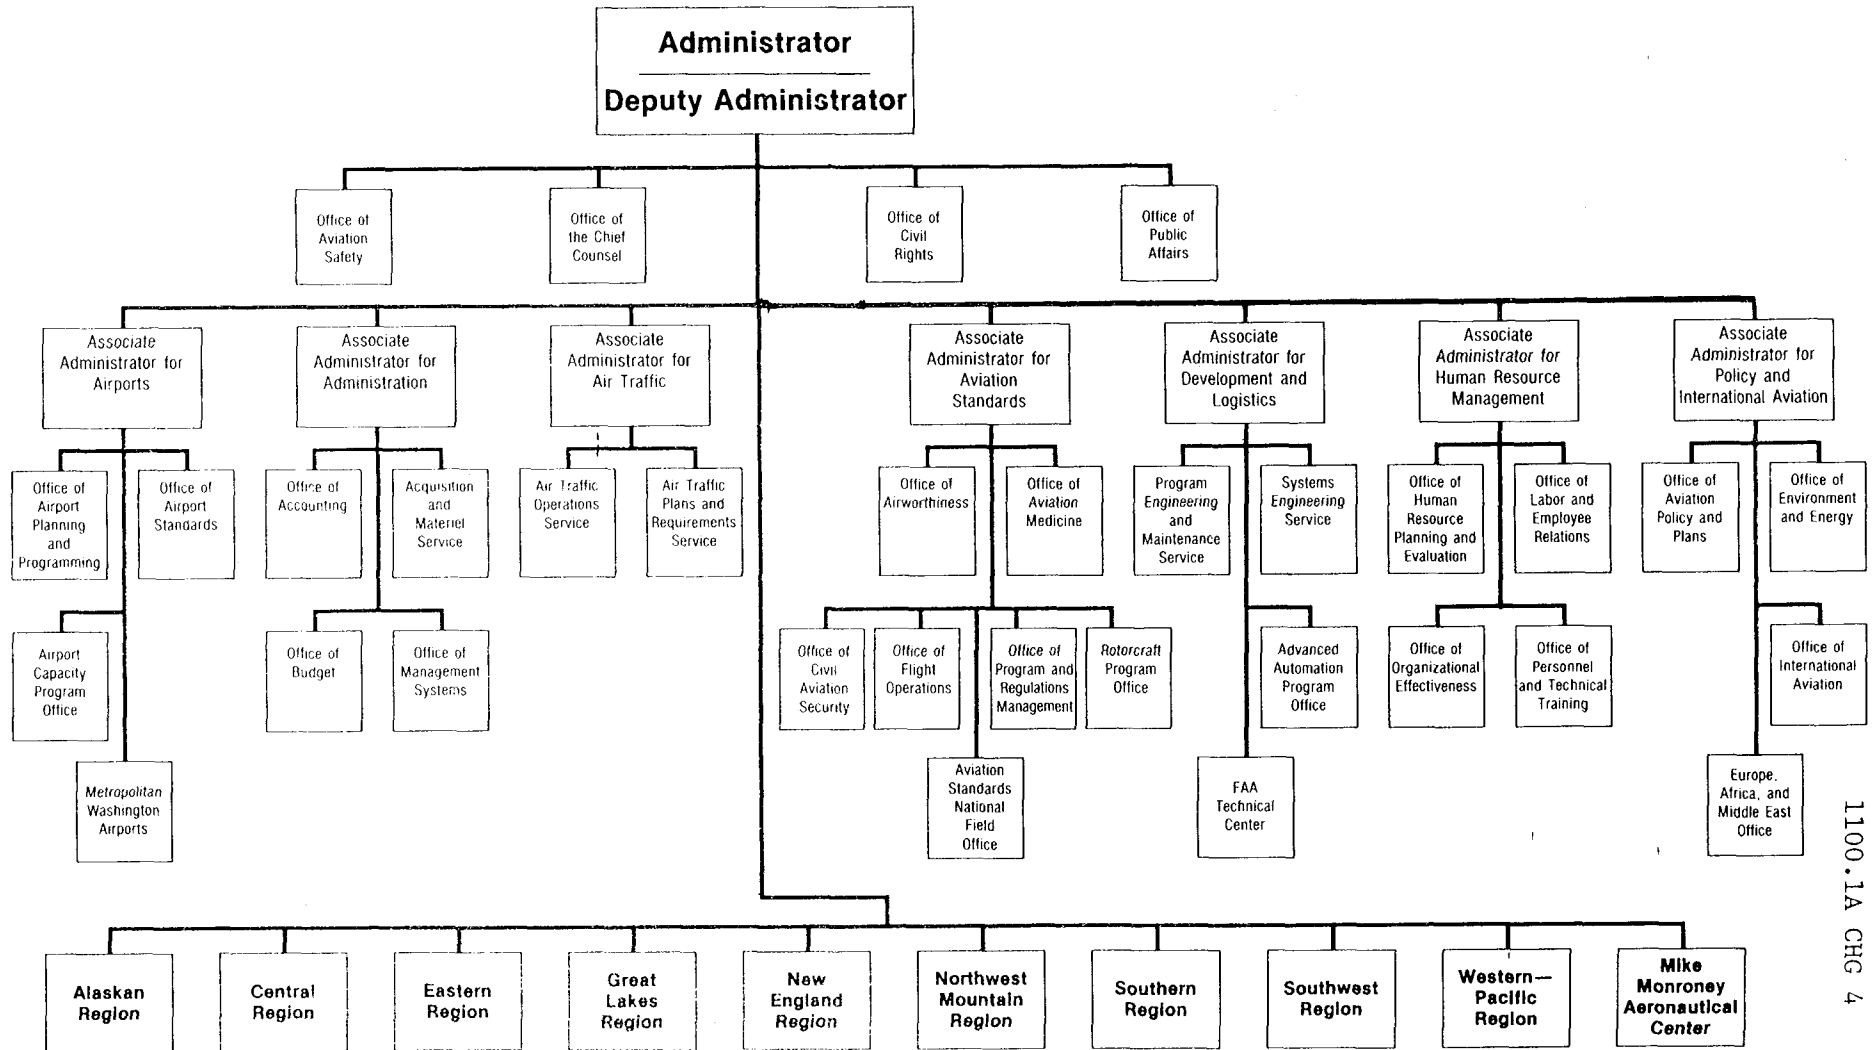 Administrator
Deputy Administrator
Office of
Aviation
Safety
Office of
the Chief
Counsel
Office of
Civil
Rights
Office of
Public
Affairs
Associate
Administrator for
Airports
Associate
Administrator for
Administration
Associate
Administrator for
Air Traffic
Associate
Administrator for
Aviation
Standards
Associate
Administrator for
Development and
Logistics
Associate
Administrator for
Human Resource
Management
Associate
Administrator for
Policy and
International Aviation
Office of
Airport
Planning
and
Programming
Office of
Airport
Standards
Office of
Accounting
Acquisition
and
Materiel
Service
Air Traffic
Operations
Service
Air Traffic
Plans and
Requirements
Service
Office of
Airworthiness
Office of
Aviation
Medicine
Program
Engineering
and
Maintenance
Service
Systems
Engineering
Service
Office of
Human
Resource
Planning and
Evaluation
Office of
Labor and
Employee
Relations
Office of
Aviation
Policy and
Plans
Office of
Environment
and Energy
Airport
Capacity
Program
Office
Office of
Budget
Office of
Management
Systems
Office of
Civil
Aviation
Security
Office of
Flight
Operations
Office of
Program and
Regulations
Management
Rotorcraft
Program
Office
Advanced
Automation
Program
Office
Office of
Organizational
Effectiveness
Office of
Personnel
and Technical
Training
Office of
International
Aviation
Metropolitan
Washington
Airports
Aviation
Standards
National
Field
Office
FAA
Technical
Center
Europe,
Africa, and
Middle East
Office
Alaskan
Region
Central
Region
Eastern
Region
Great
Lakes
Region
New
England
Region
Northwest
Mountain
Region
Southern
Region
Southwest
Region
Western—
Pacific
Region
Mike
Monroney
Aeronautical
Center
1100.1A CHG 4